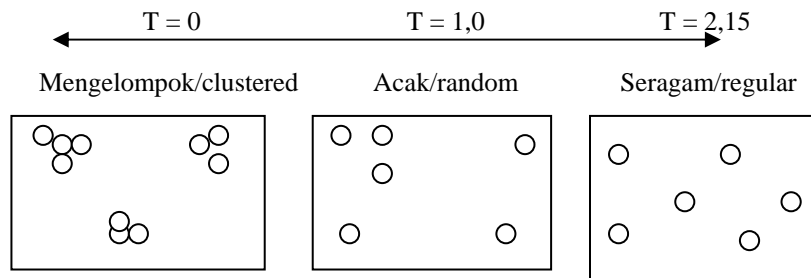 T = 0 T = 1,0 T = 2,15
Mengelompok/clustered Acak/random Seragam/regular